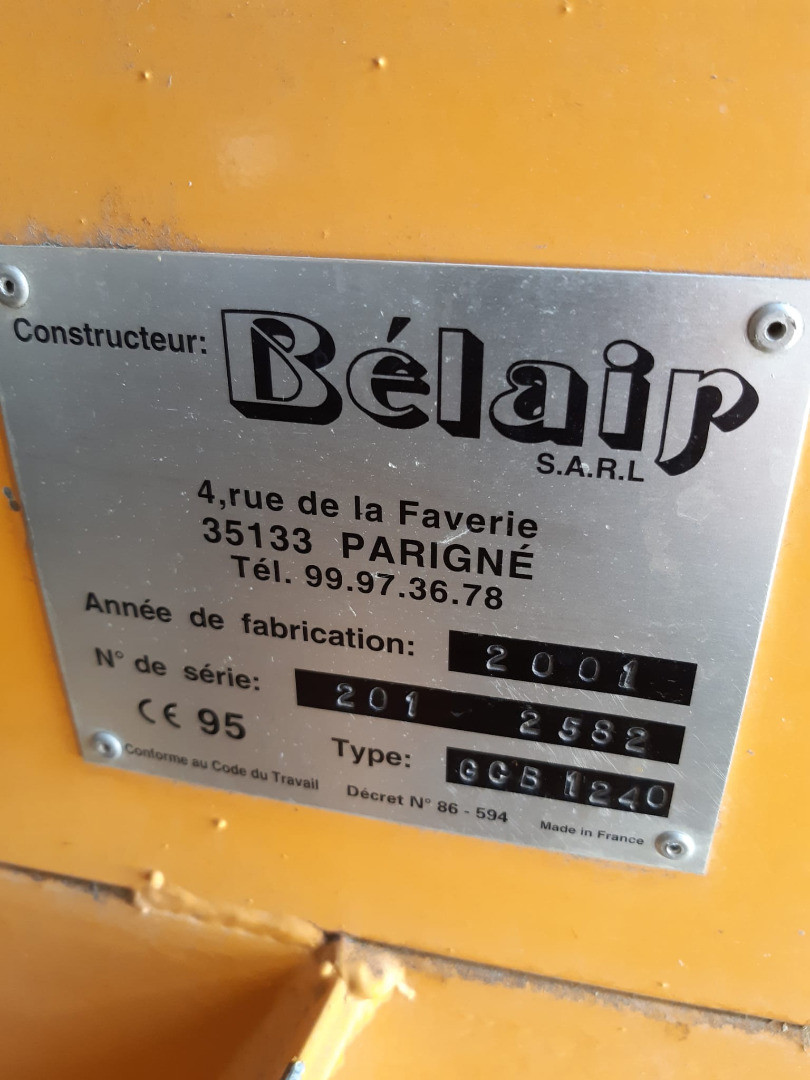 Constructeur: Bélair
S.A.R.L
4,rue de la Faverie
35133 PARIGNÉ
Tél. 99.97.36.78
Année de fabrication: 2001
N° de série: 201 - 2582
CE 95
Type: GCB 1240
Conforme au Code du Travail
Décret N° 86 - 594
Made in France